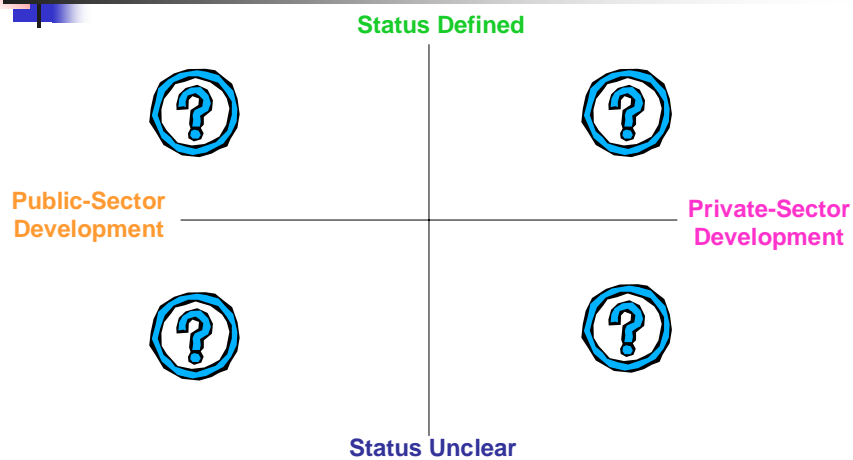 Status Defined
?
?
Public-Sector
Development
Private-Sector
Development
?
?
Status Unclear